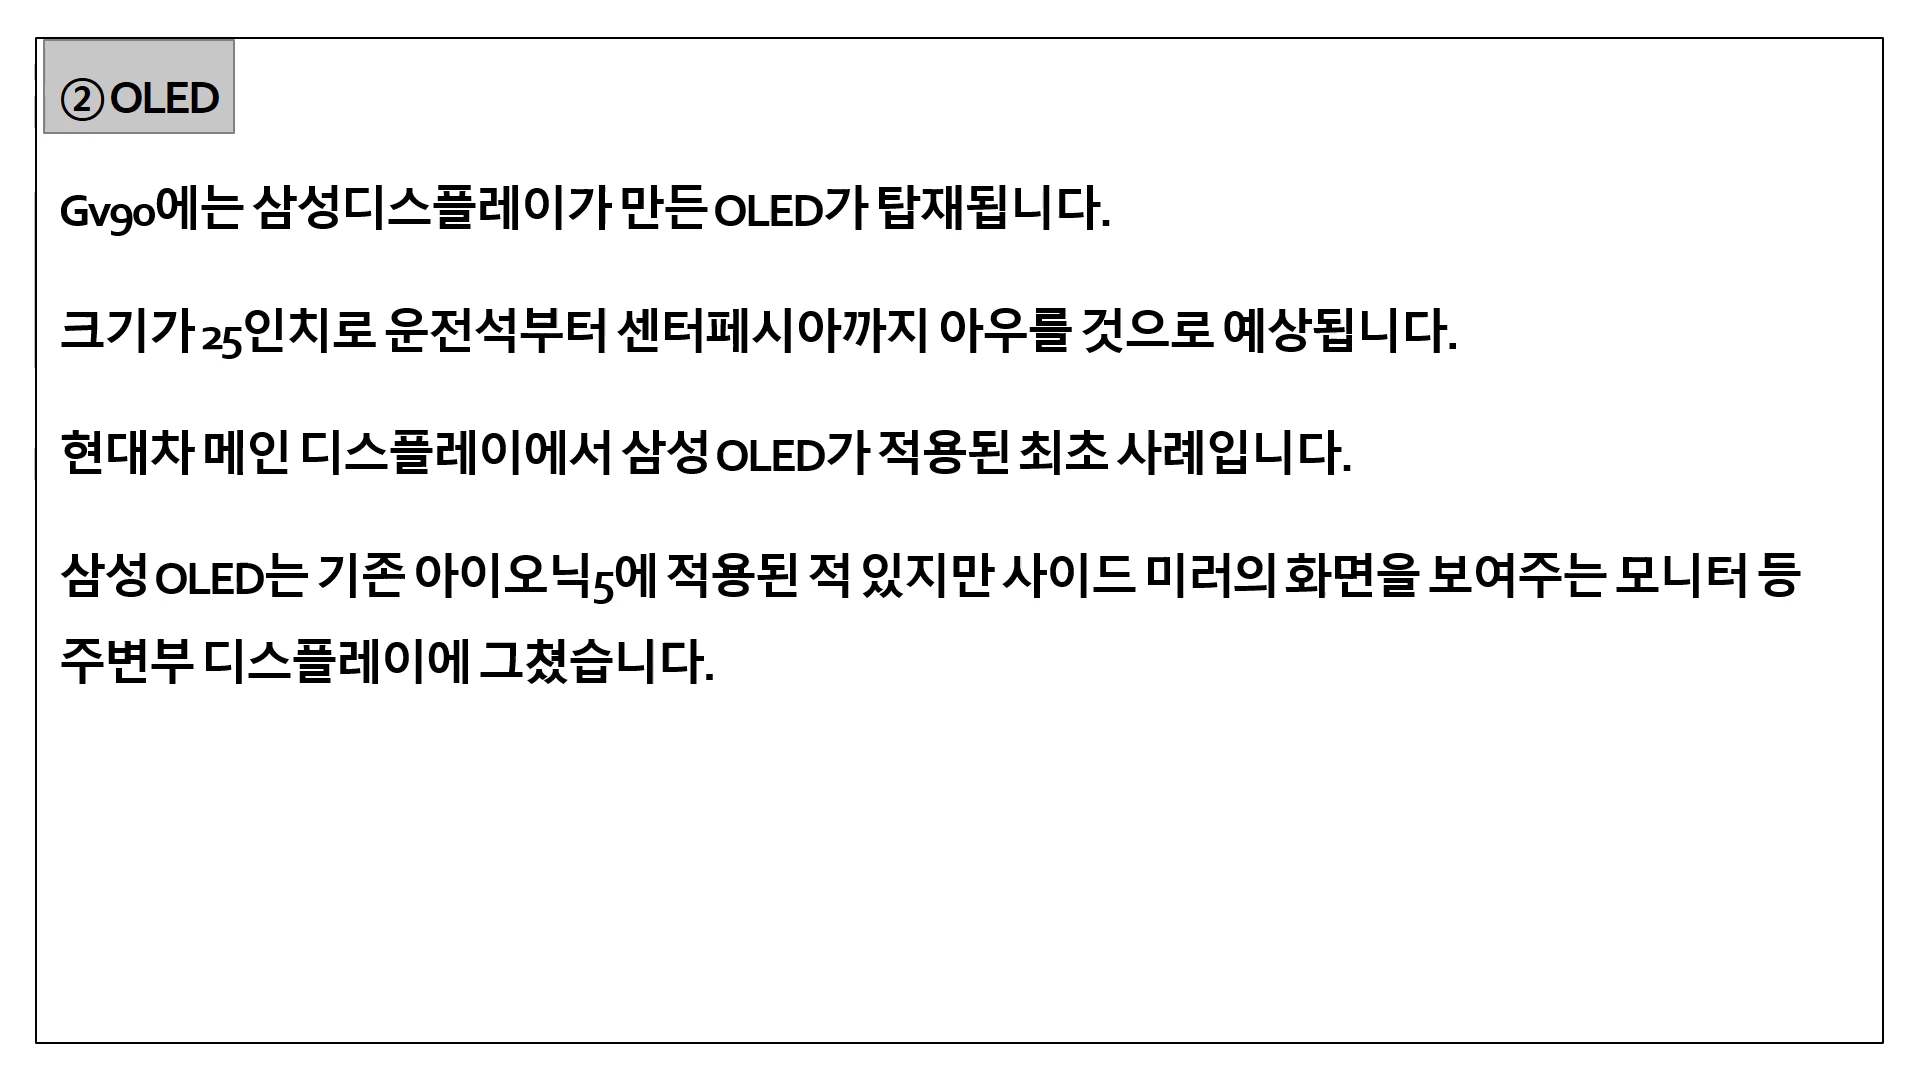 ② OLED
Gv90에는 삼성디스플레이가 만든 OLED가 탑재됩니다.
크기가 25인치로 운전석부터 센터페시아까지 아우를 것으로 예상됩니다.
현대차 메인 디스플레이에서 삼성 OLED가 적용된 최초 사례입니다.
삼성 OLED는 기존 아이오닉5에 적용된 적 있지만 사이드 미러의 화면을 보여주는 모니터 등
주변부 디스플레이에 그쳤습니다.